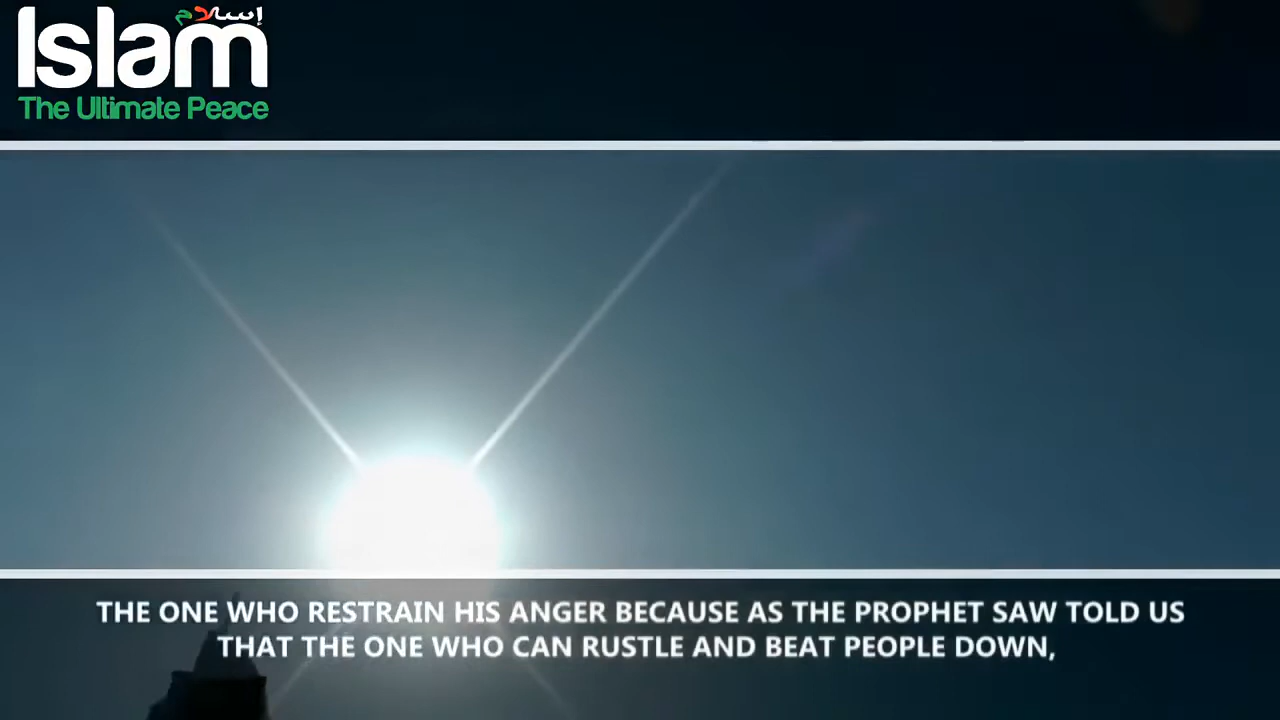 إسلام
Islam
The Ultimate Peace
THE ONE WHO RESTRAIN HIS ANGER BECAUSE AS THE PROPHET SAW TOLD US
THAT THE ONE WHO CAN RUSTLE AND BEAT PEOPLE DOWN,